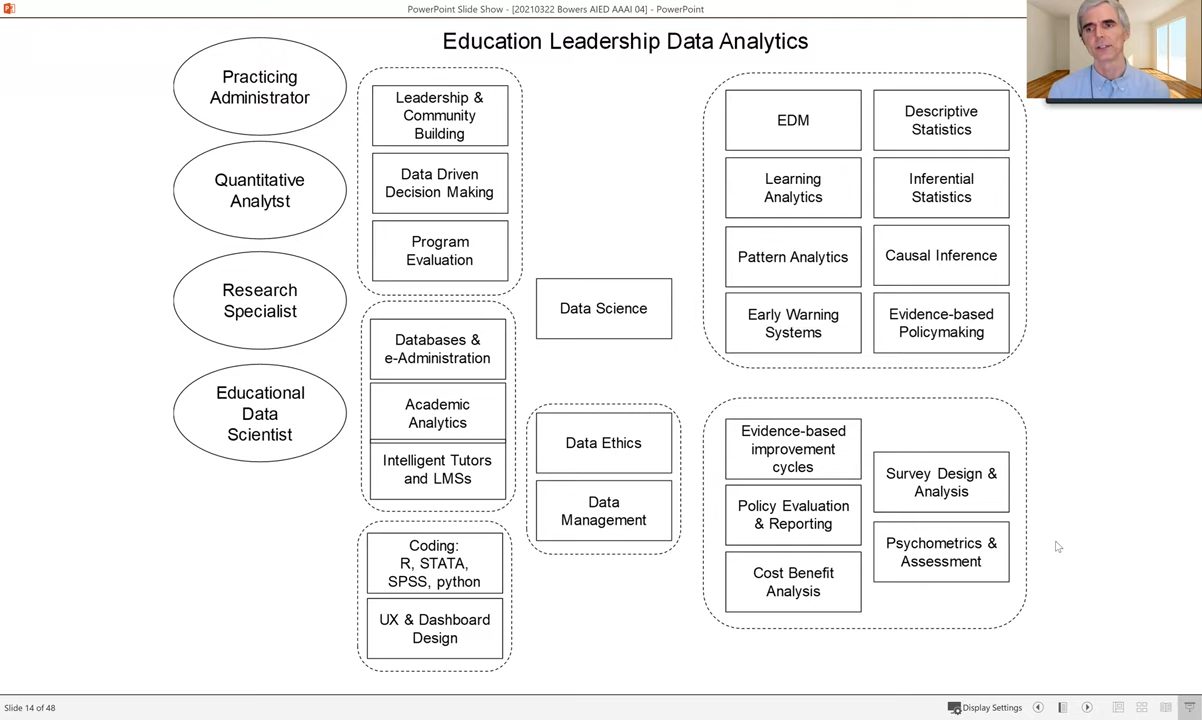 PowerPoint Slide Show - [20210322 Bowers AIED AAAI 04] - PowerPoint
Education Leadership Data Analytics
Practicing
Administrator
Quantitative
Analytst
Research
Specialist
Educational
Data
Scientist
Leadership &
Community
Building
Data Driven
Decision Making
Program
Evaluation
Databases &
e-Administration
Academic
Analytics
Intelligent Tutors
and LMSs
Coding:
R, STATA,
SPSS, python
UX & Dashboard
Design
Data Science
Data Ethics
Data
Management
EDM
Descriptive
Statistics
Learning
Analytics
Inferential
Statistics
Pattern Analytics
Causal Inference
Early Warning
Systems
Evidence-based
Policymaking
Evidence-based
improvement
cycles
Survey Design &
Analysis
Policy Evaluation
& Reporting
Psychometrics &
Assessment
Cost Benefit
Analysis
Slide 14 of 48
Display Settings